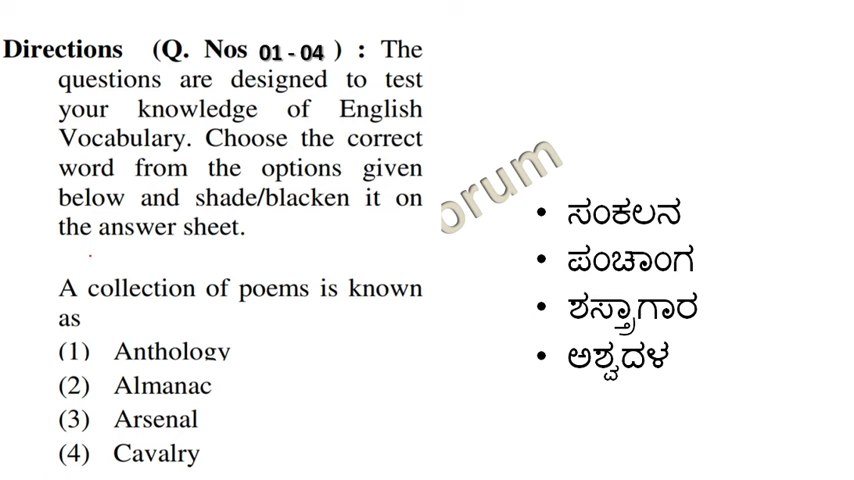 Directions (Q. Nos 01 - 04 ) : The
questions are designed to test
your knowledge of English
Vocabulary. Choose the correct
word from the options given
below and shade/blacken it on
the answer sheet.
A collection of poems is known
as
(1) Anthology
(2) Almanac
(3) Arsenal
(4) Cavalry
orum
• ಸಂಕಲನ
• ಪಂಚಾಂಗ
• ಶಸ್ತ್ರಾಗಾರ
• ಅಶ್ವದಳ